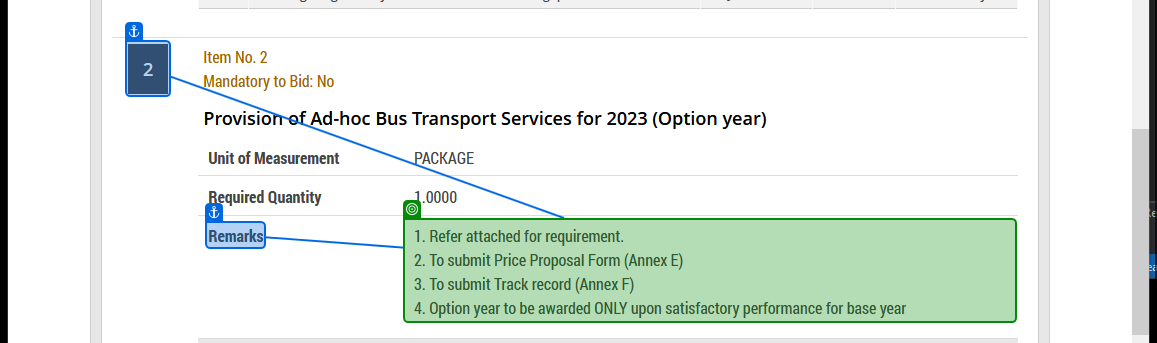 2
Item No. 2
Mandatory to Bid: No
Provision of Ad-hoc Bus Transport Services for 2023 (Option year)
Unit of Measurement PACKAGE
Required Quantity 1.0000
Remarks
1. Refer attached for requirement.
2. To submit Price Proposal Form (Annex E)
3. To submit Track record (Annex F)
4. Option year to be awarded ONLY upon satisfactory performance for base year